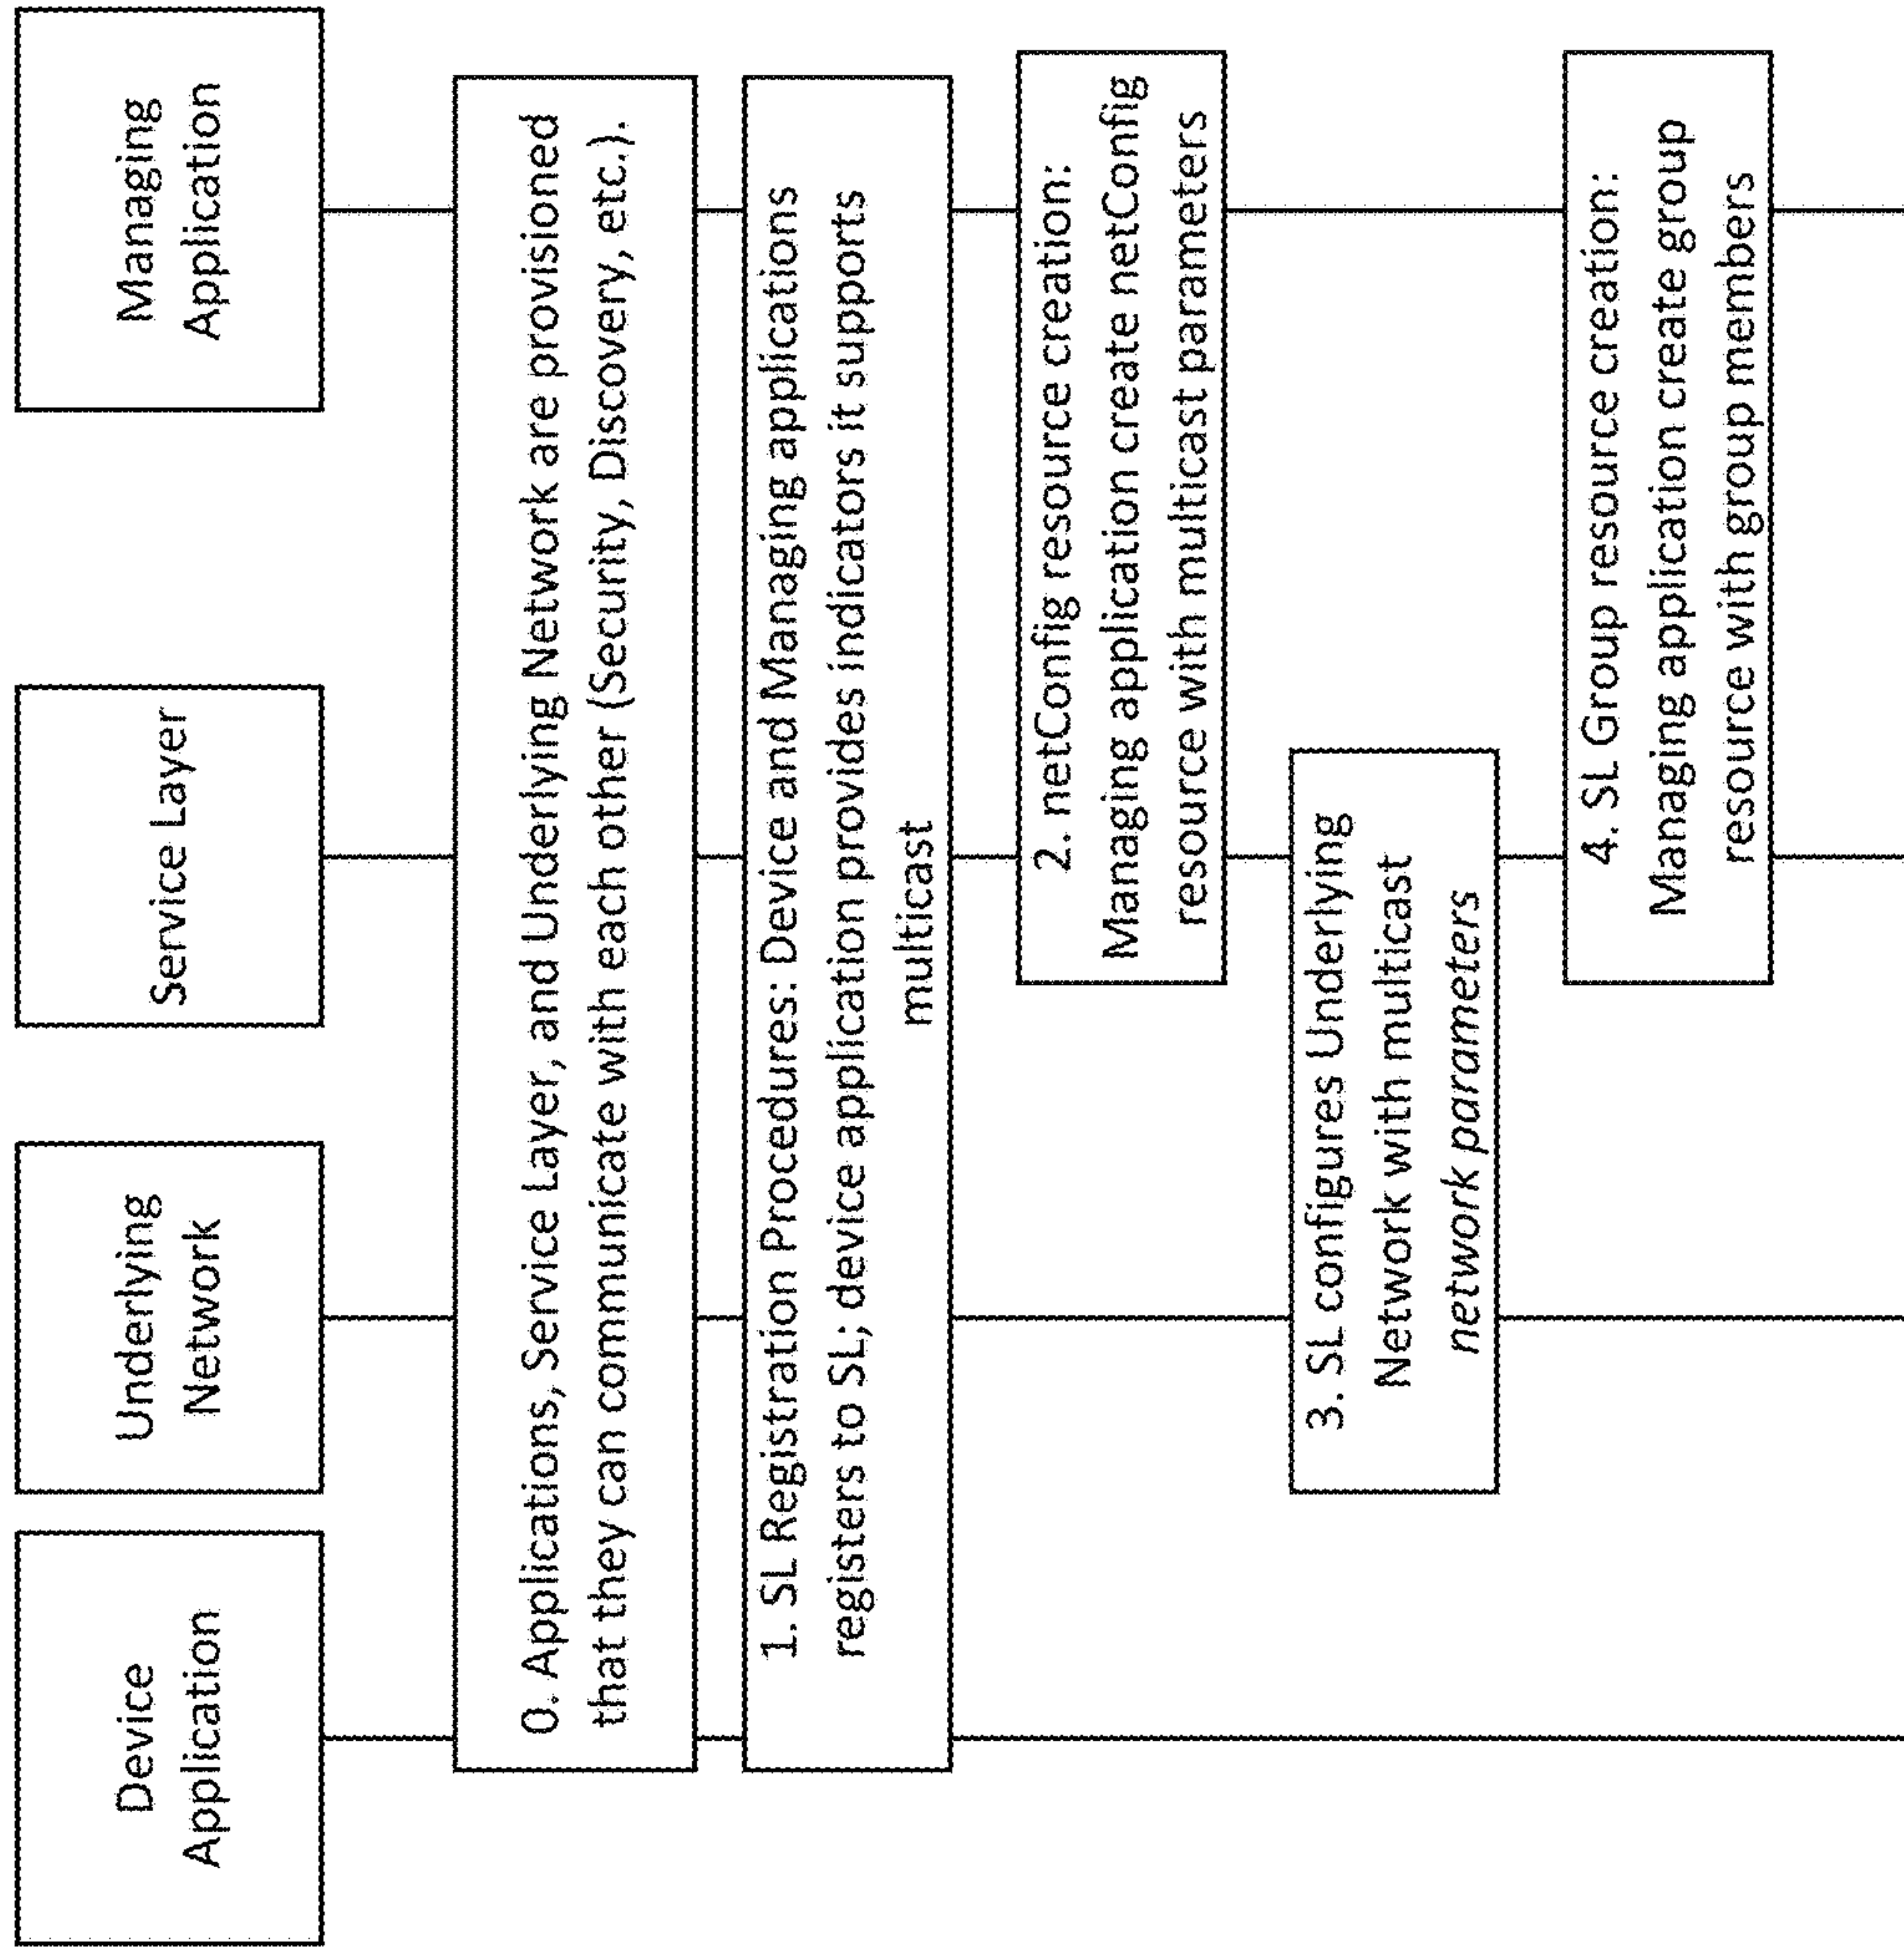 Device
Application
Underlying
Network
Service Layer
Managing
Application
0. Applications, Service Layer, and Underlying Network are provisioned
that they can communicate with each other (Security, Discovery, etc.).
1. SL Registration Procedures: Device and Managing applications
registers to SL; device application provides indicators it supports
multicast
2. netConfig resource creation:
Managing application create netConfig
resource with multicast parameters
3. SL configures Underlying
Network with multicast
network parameters
4. SL Group resource creation:
Managing application create group
resource with group members